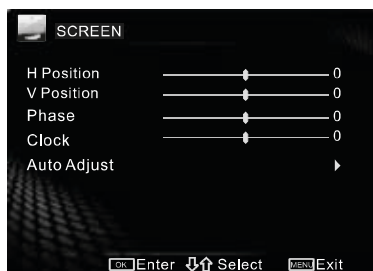 SCREEN
H Position 0
V Position 0
Phase 0
Clock 0
Auto Adjust
OK Enter Select MENU Exit